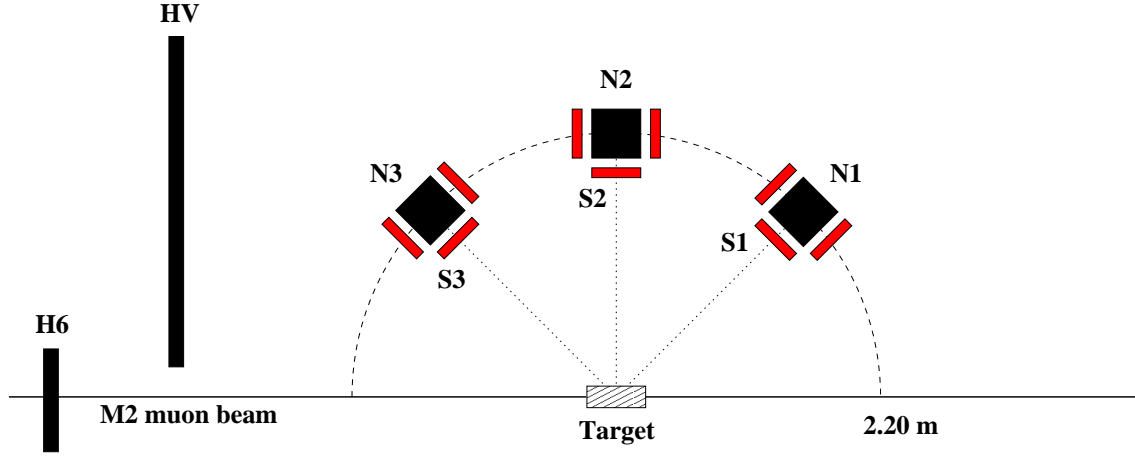 HV
N2
N3
N1
S2
S1
S3
H6
M2 muon beam
Target
2.20 m